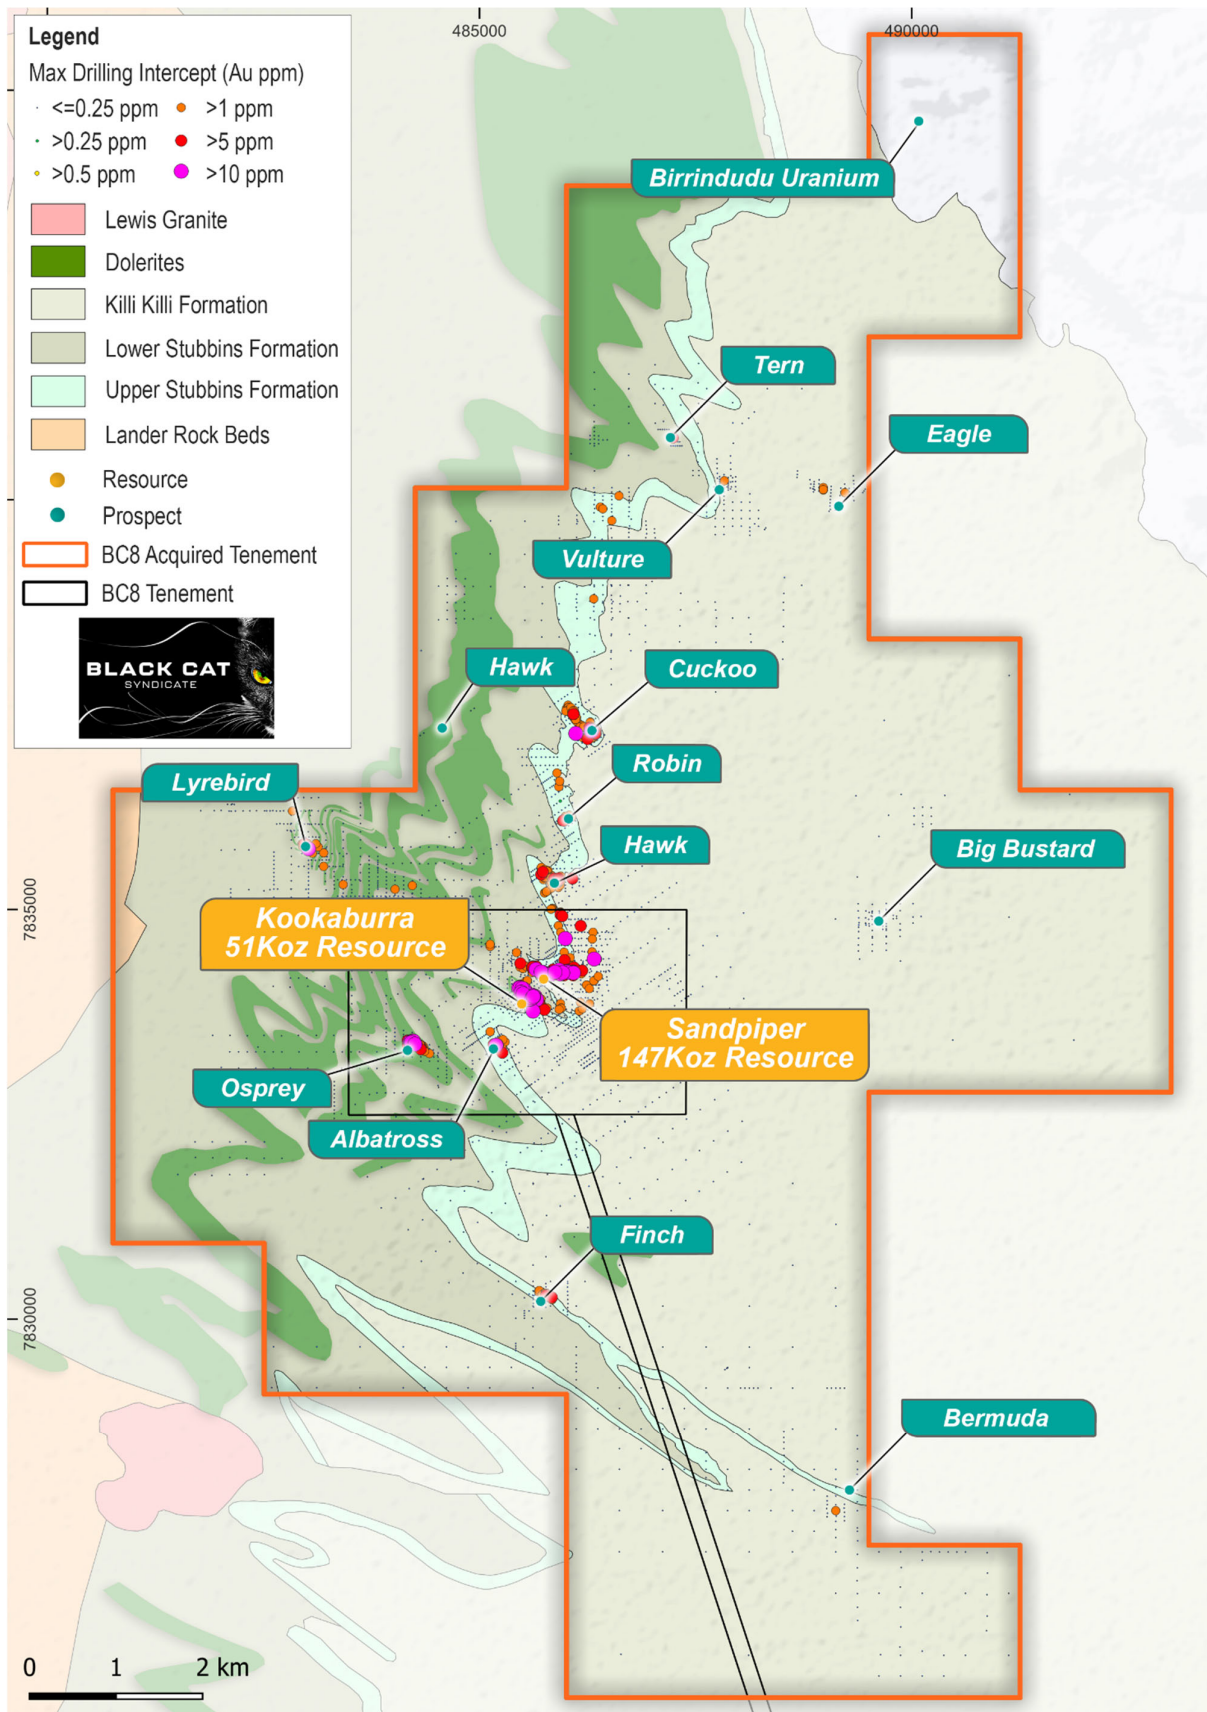 485000
490000
Legend
Max Drilling Intercept (Au ppm)
<=0.25 ppm
>1 ppm
>0.25 ppm
>5 ppm
>0.5 ppm
>10 ppm
Lewis Granite
Dolerites
Killi Killi Formation
Lower Stubbins Formation
Upper Stubbins Formation
Lander Rock Beds
Resource
Prospect
BC8 Acquired Tenement
BC8 Tenement
BLACK CAT
SYNDICATE
Birrindudu Uranium
Tern
Eagle
Vulture
Hawk
Cuckoo
Robin
Lyrebird
Hawk
Big Bustard
7835000
Kookaburra
51Koz Resource
Sandpiper
147Koz Resource
Osprey
Albatross
Finch
7830000
Bermuda
0 1 2 km